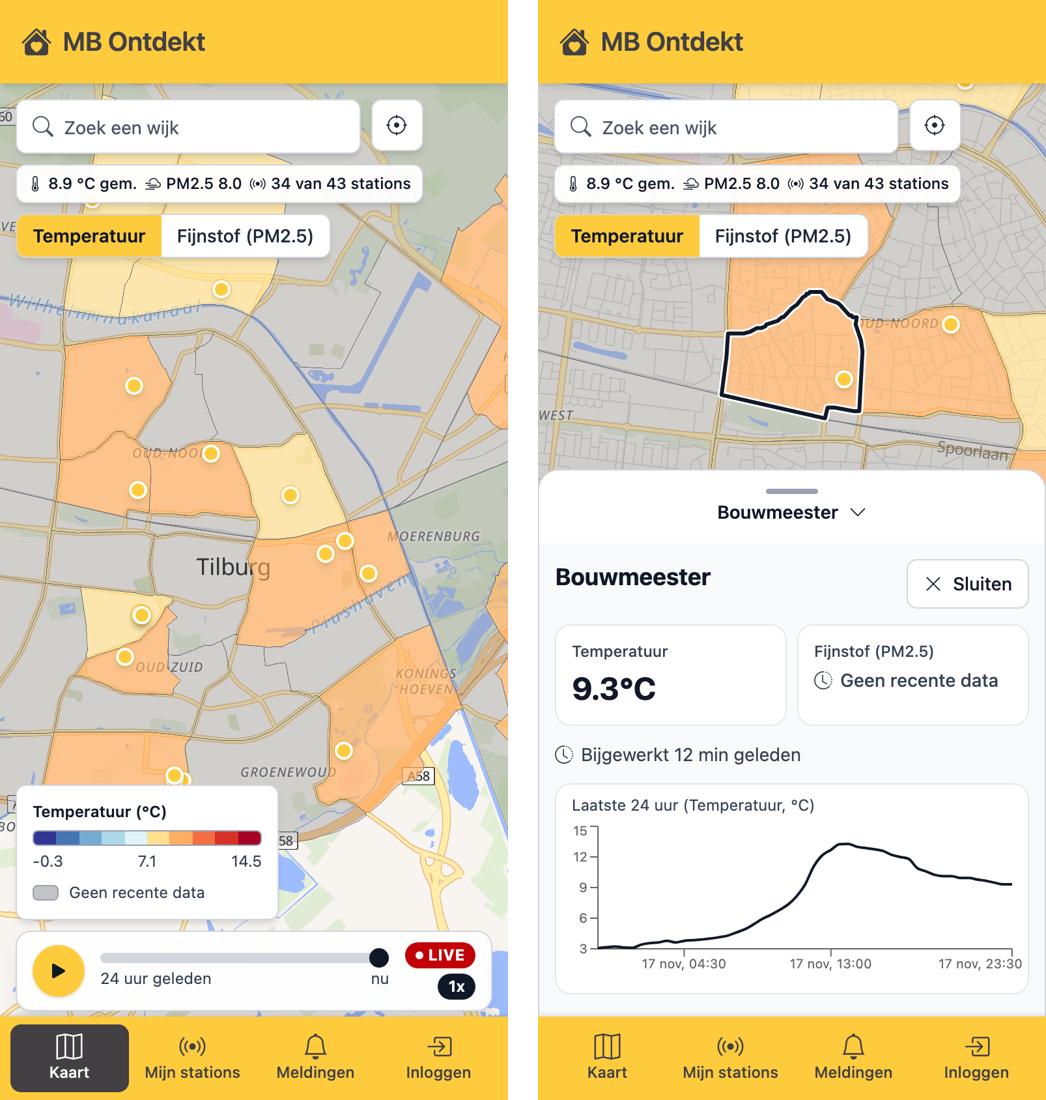 MB Ontdekt
Zoek een wijk
8.9 °C gem. PM2.5 8.0 34 van 43 stations
Temperatuur Fijnstof (PM2.5)
Wilhelminakanaal
OUD-NOO
Tilburg
MOERENBURG
Piushaven
OUD-ZUID
KONINGS
HOEVEN
GROENEWOUD
A58
58
Temperatuur (°C)
-0.3 7.1 14.5
Geen recente data
24 uur geleden nu
LIVE
1x
Kaart Mijn stations Meldingen Inloggen
MB Ontdekt
Zoek een wijk
8.9 °C gem. PM2.5 8.0 34 van 43 stations
Temperatuur Fijnstof (PM2.5)
OUD-NOORD
WEST
Spoorlaan
Bouwmeester
Bouwmeester
Sluiten
Temperatuur
9.3°C
Fijnstof (PM2.5)
Geen recente data
Bijgewerkt 12 min geleden
Laatste 24 uur (Temperatuur, °C)
15
12
9
6
3
17 nov, 04:30 17 nov, 13:00 17 nov, 23:30
Kaart Mijn stations Meldingen Inloggen